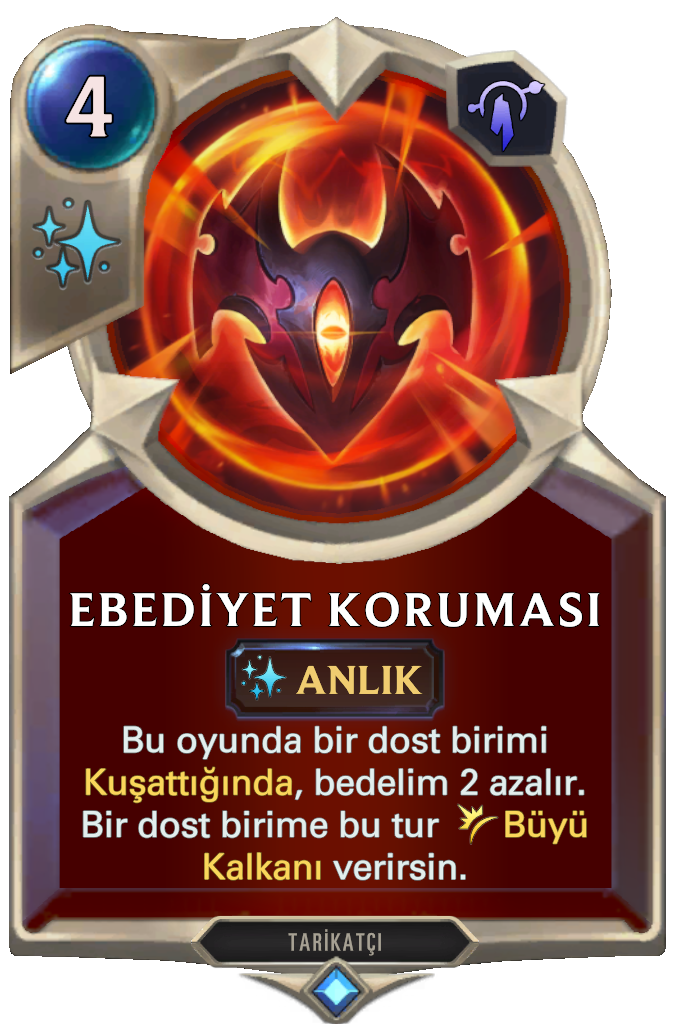 4
EBEDİYET KORUMASI
ANLIK
Bu oyunda bir dost birimi
Kuşattığında, bedelim 2 azalır.
Bir dost birime bu tur Büyü
Kalkanı verirsin.
TARİKATÇI